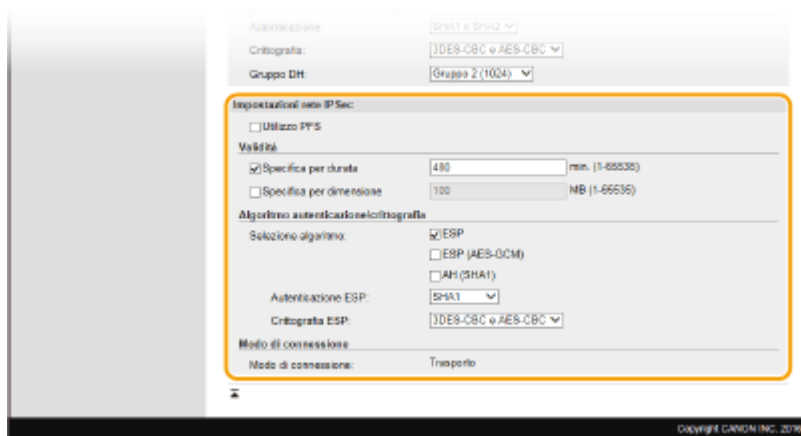 Autenticazione SHA1 e SHA2
Crittografia: 3DES-CBC e AES-CBC
Gruppo DH: Gruppo 2 (1024)
Impostazioni rete IPSec
Utilizzo PFS
Validità
Specifica per durata 480 min. (1-65535)
Specifica per dimensione 100 MB (1-65535)
Algoritmo autenticazione/crittografia
Selezione algoritmo: ESP
ESP (AES-GCM)
AH (SHA1)
Autenticazione ESP: SHA1
Crittografia ESP: 3DES-CBC e AES-CBC
Modo di connessione
Modo di connessione: Trasporto
Copyright CANON INC. 2016